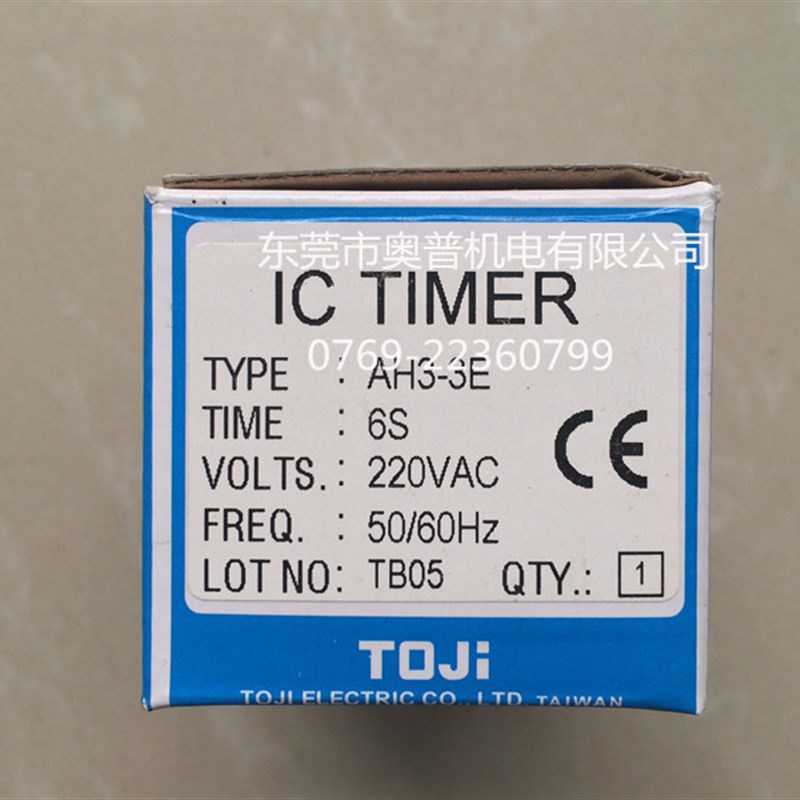 东莞市奥普机电有限公司
IC TIMER
0769-22360799
TYPE : AH3-3E
TIME : 6S
VOLTS. : 220VAC
FREQ. : 50/60Hz
LOT NO: TB05 QTY.: 1
CE
TOJi
TOJI ELECTRIC CO., LTD. TAIWAN